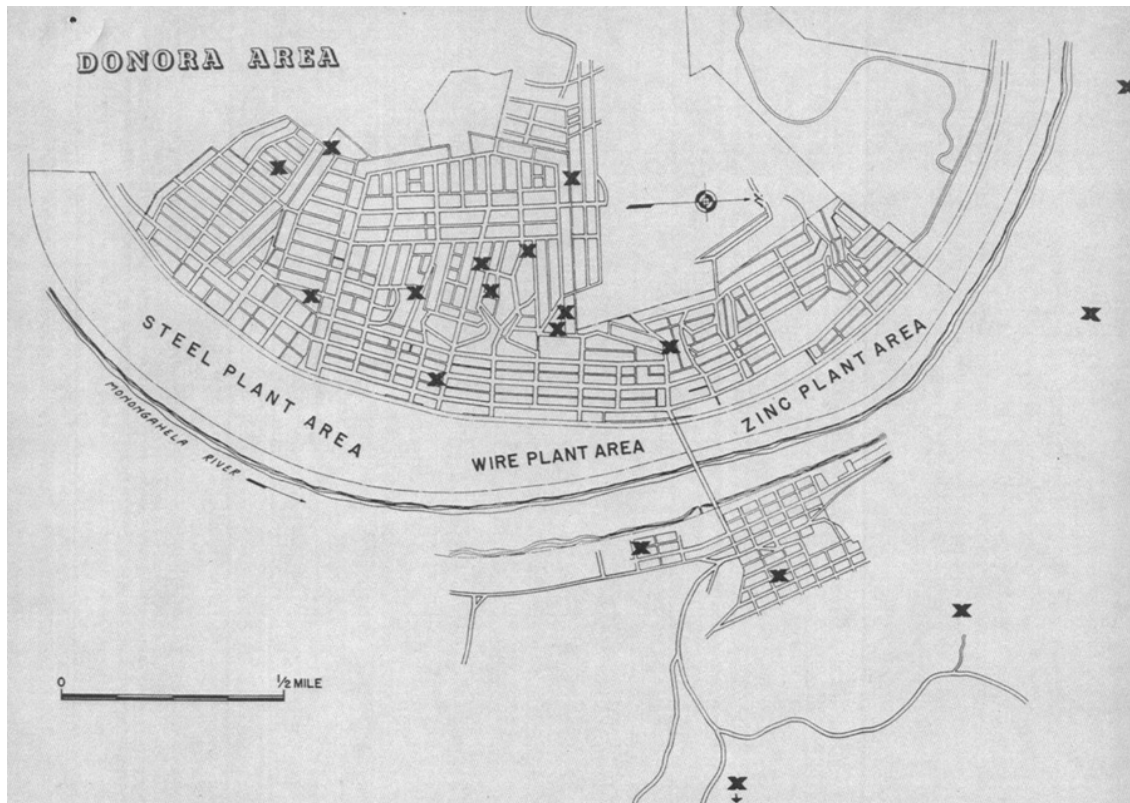 DONORA AREA
N
STEEL PLANT AREA
MONONGAHELA RIVER
WIRE PLANT AREA
ZINC PLANT AREA
0 1/2 MILE